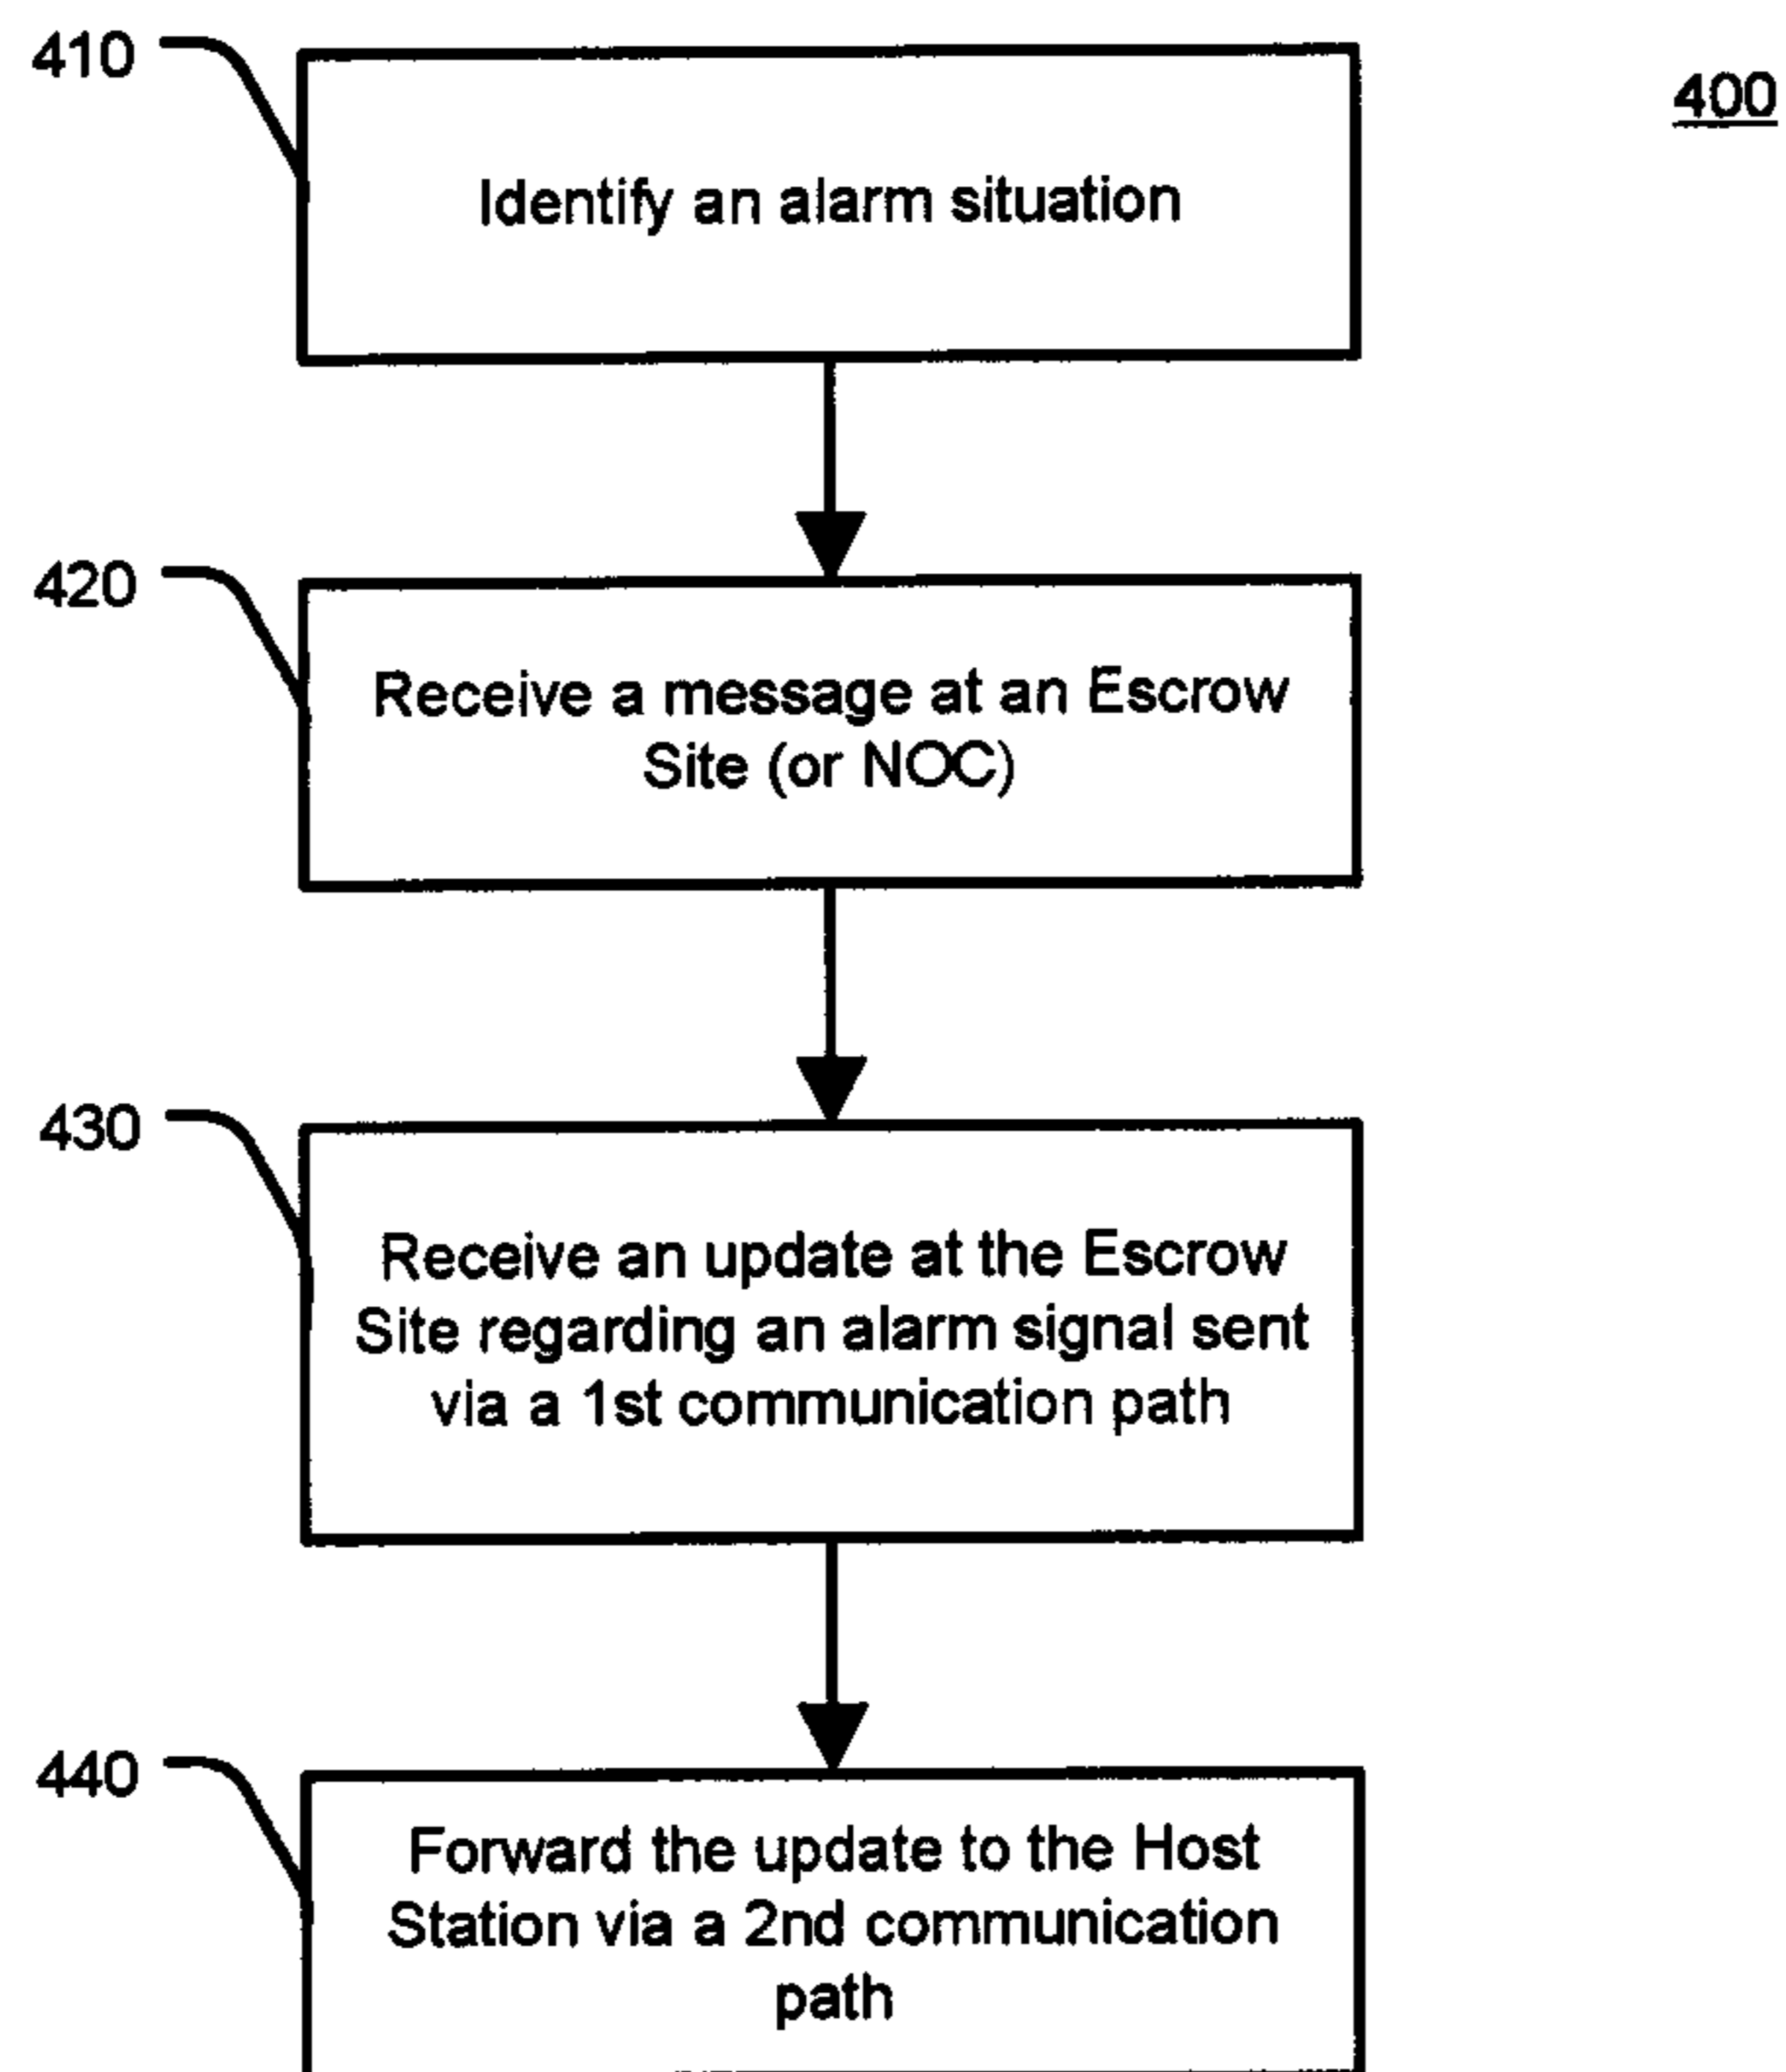 410
400
Identify an alarm situation
420
Receive a message at an Escrow
Site (or NOC)
430
Receive an update at the Escrow
Site regarding an alarm signal sent
via a 1st communication path
440
Forward the update to the Host
Station via a 2nd communication
path